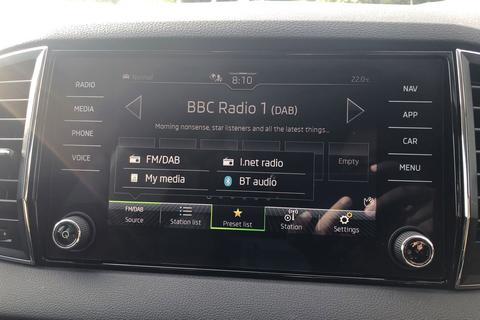 Normal
8:10
22.0°C
RADIO
MEDIA
PHONE
VOICE
BBC Radio 1 (DAB)
Morning nonsense, star listeners and all the latest things...
FM/DAB
I.net radio
My media
BT audio
Empty
NAV
APP
CAR
MENU
FM/DAB
Source
Station list
Preset list
Station
Settings